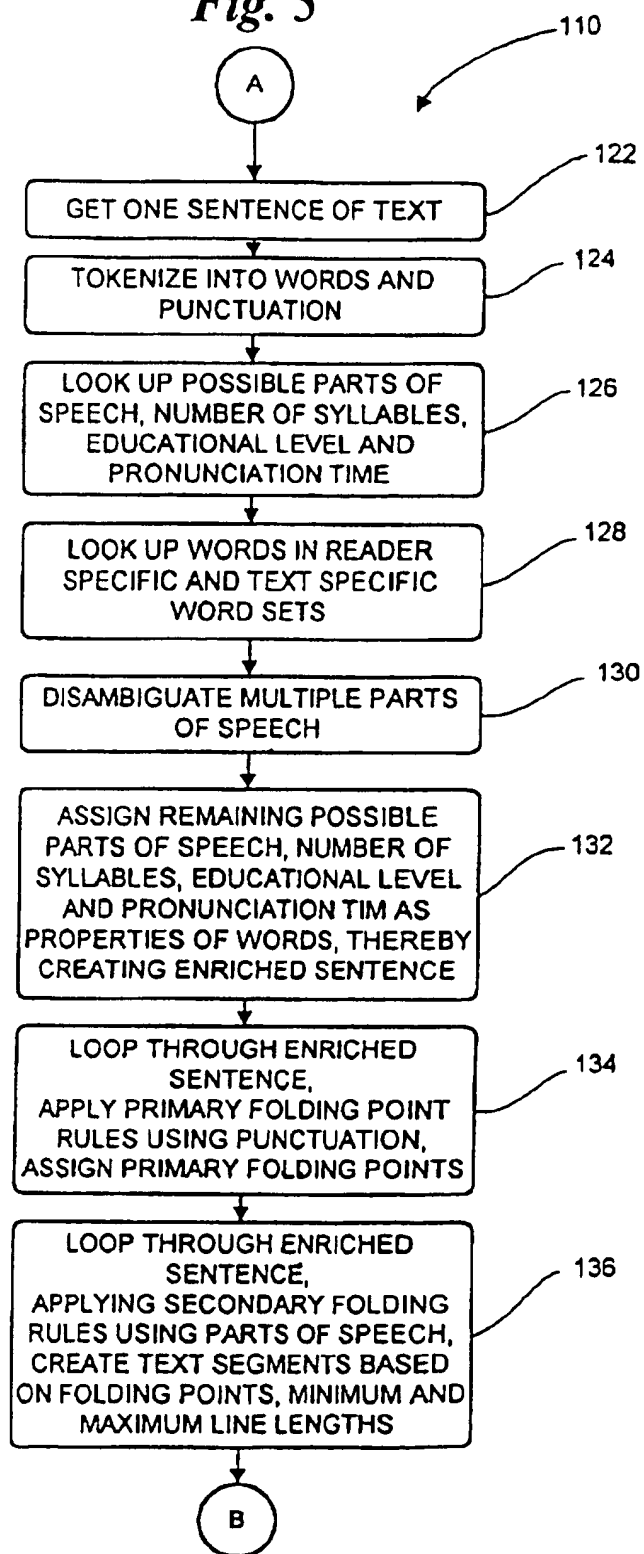 Fig. 5
110
A
122
GET ONE SENTENCE OF TEXT
124
TOKENIZE INTO WORDS AND
PUNCTUATION
126
LOOK UP POSSIBLE PARTS OF
SPEECH, NUMBER OF SYLLABLES,
EDUCATIONAL LEVEL AND
PRONUNCIATION TIME
128
LOOK UP WORDS IN READER
SPECIFIC AND TEXT SPECIFIC
WORD SETS
130
DISAMBIGUATE MULTIPLE PARTS
OF SPEECH
132
ASSIGN REMAINING POSSIBLE
PARTS OF SPEECH, NUMBER OF
SYLLABLES, EDUCATIONAL LEVEL
AND PRONUNCIATION TIM AS
PROPERTIES OF WORDS, THEREBY
CREATING ENRICHED SENTENCE
134
LOOP THROUGH ENRICHED
SENTENCE,
APPLY PRIMARY FOLDING POINT
RULES USING PUNCTUATION,
ASSIGN PRIMARY FOLDING POINTS
136
LOOP THROUGH ENRICHED
SENTENCE,
APPLYING SECONDARY FOLDING
RULES USING PARTS OF SPEECH,
CREATE TEXT SEGMENTS BASED
ON FOLDING POINTS, MINIMUM AND
MAXIMUM LINE LENGTHS
B